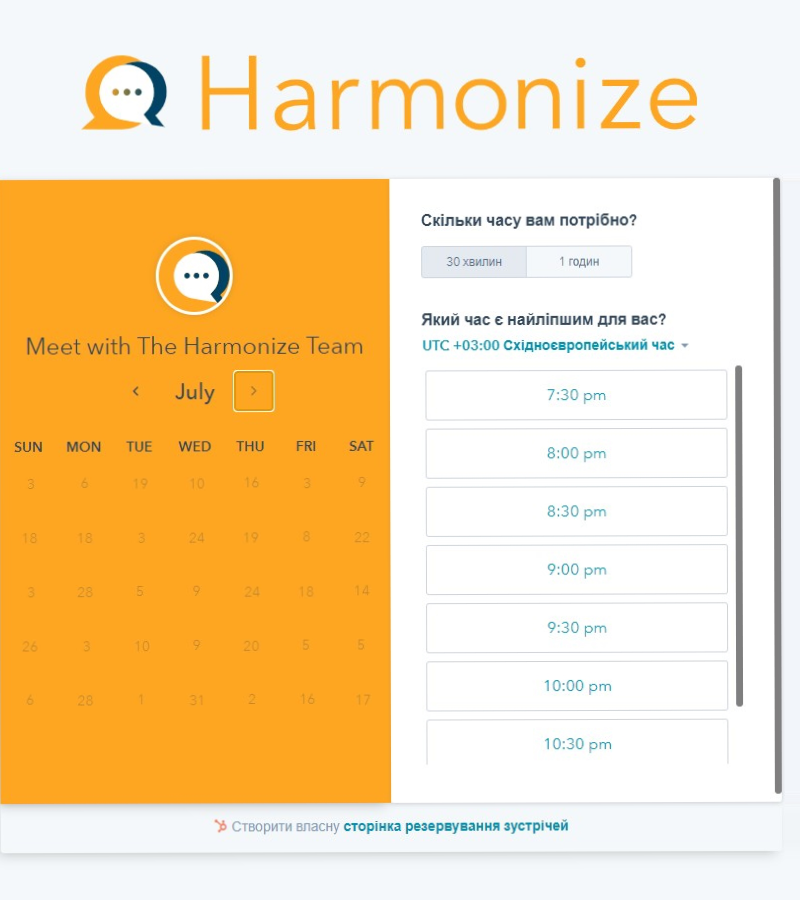 Harmonize
Meet with The Harmonize Team
July
SUN MON TUE WED THU FRI SAT
3 6 19 10 16 3 9
18 18 3 24 19 8 22
3 28 5 9 24 18 14
26 3 10 9 20 5 5
6 28 1 31 2 16 17
Скільки часу вам потрібно?
30 хвилин 1 годин
Який час є найліпшим для вас?
UTC +03:00 Східноєвропейський час
7:30 pm
8:00 pm
8:30 pm
9:00 pm
9:30 pm
10:00 pm
10:30 pm
Створити власну сторінка резервування зустрічей